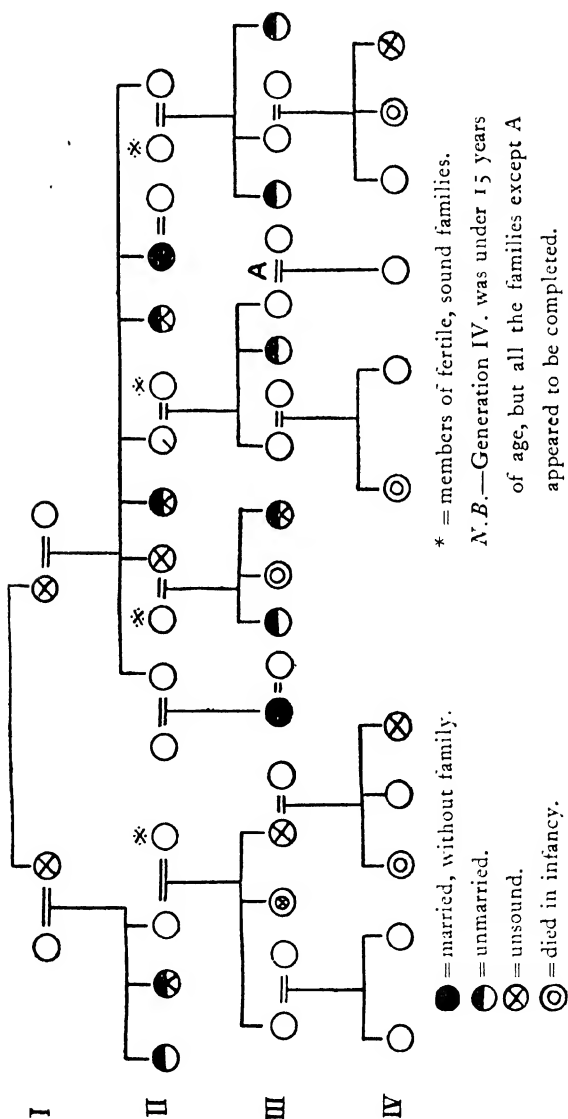 I
II
III
IV
*
*
*
*
A
* = members of fertile, sound families.
N.B.—Generation IV. was under 15 years
of age, but all the families except A
appeared to be completed.
= married, without family.
= unmarried.
= unsound.
= died in infancy.